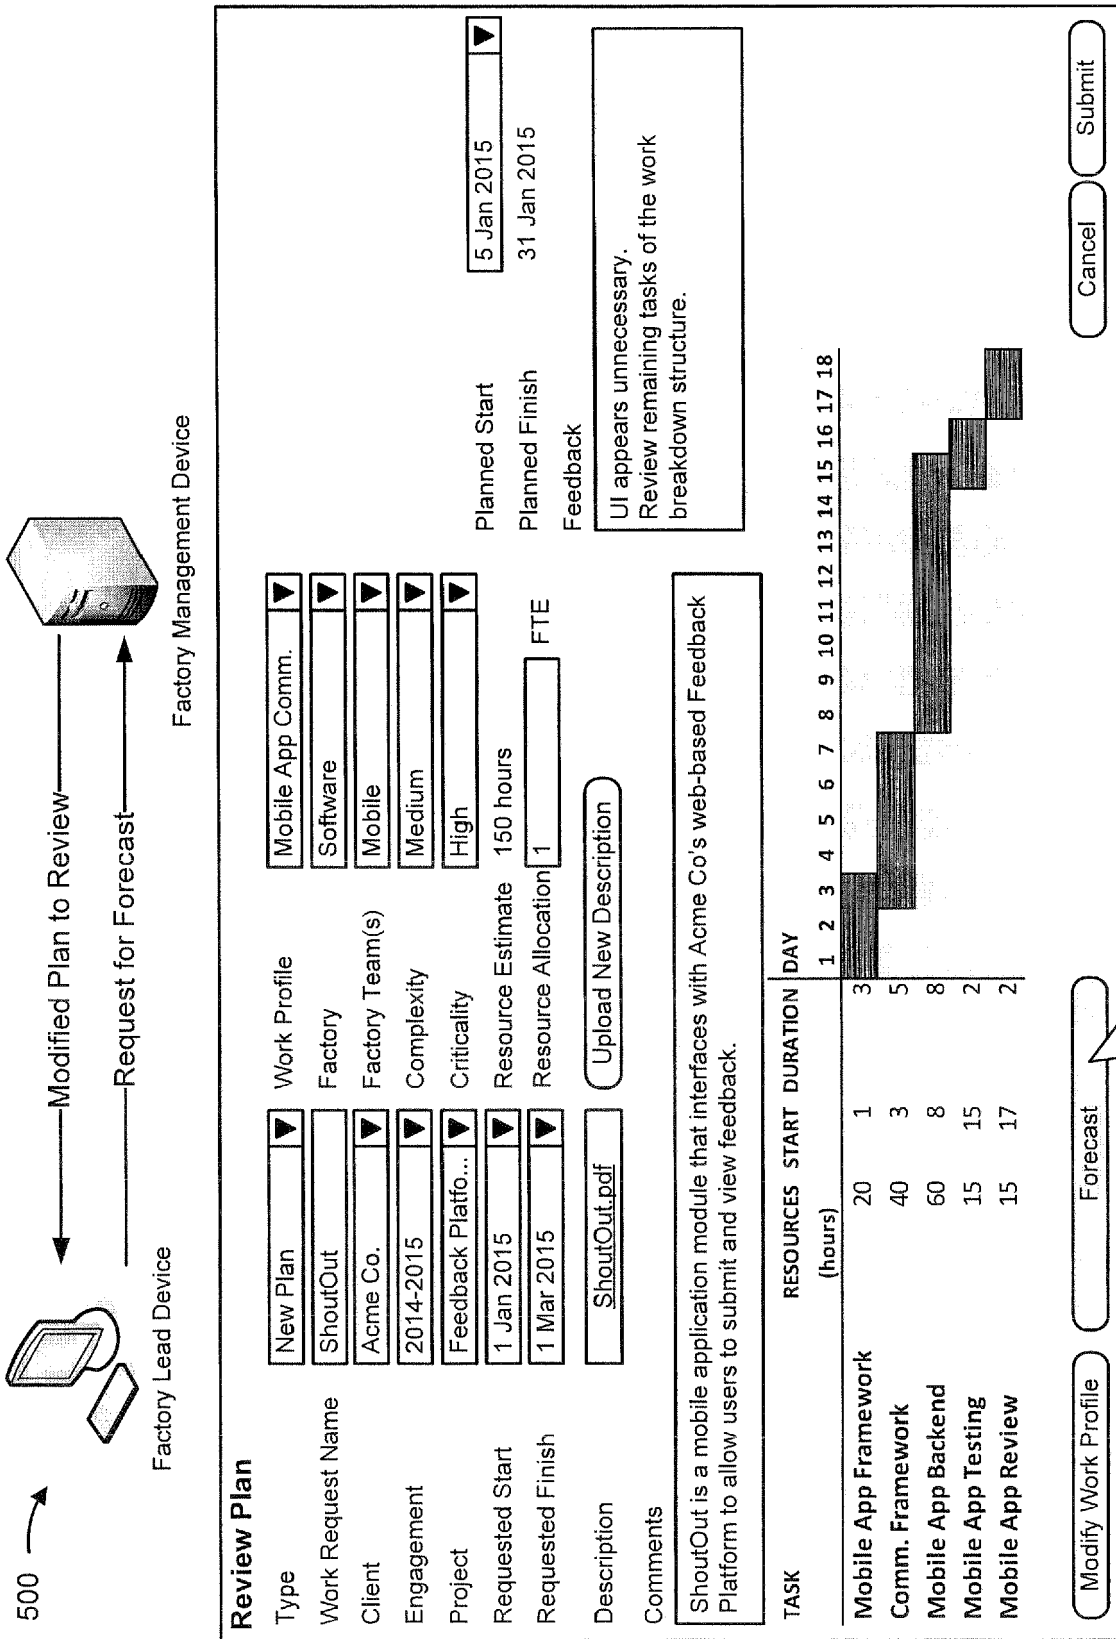 500
Factory Lead Device
Modified Plan to Review
Request for Forecast
Factory Management Device
Review Plan
Type New Plan ▼
Work Request Name ShoutOut
Client Acme Co. ▼
Engagement 2014-2015 ▼
Project Feedback Platfo... ▼
Requested Start 1 Jan 2015 ▼
Requested Finish 1 Mar 2015 ▼
Description ShoutOut.pdf Upload New Description
Work Profile Mobile App Comm. ▼
Factory Software ▼
Factory Team(s) Mobile ▼
Complexity Medium ▼
Criticality High ▼
Resource Estimate 150 hours
Resource Allocation 1 FTE
Planned Start 5 Jan 2015 ▼
Planned Finish 31 Jan 2015
Feedback
UI appears unnecessary.
Review remaining tasks of the work
breakdown structure.
Comments
ShoutOut is a mobile application module that interfaces with Acme Co's web-based Feedback
Platform to allow users to submit and view feedback.
TASK RESOURCES START DURATION DAY
(hours) 1 2 3 4 5 6 7 8 9 10 11 12 13 14 15 16 17 18
Mobile App Framework 20 1 3
Comm. Framework 40 3 5
Mobile App Backend 60 8 8
Mobile App Testing 15 15 2
Mobile App Review 15 17 2
Modify Work Profile Forecast Cancel Submit